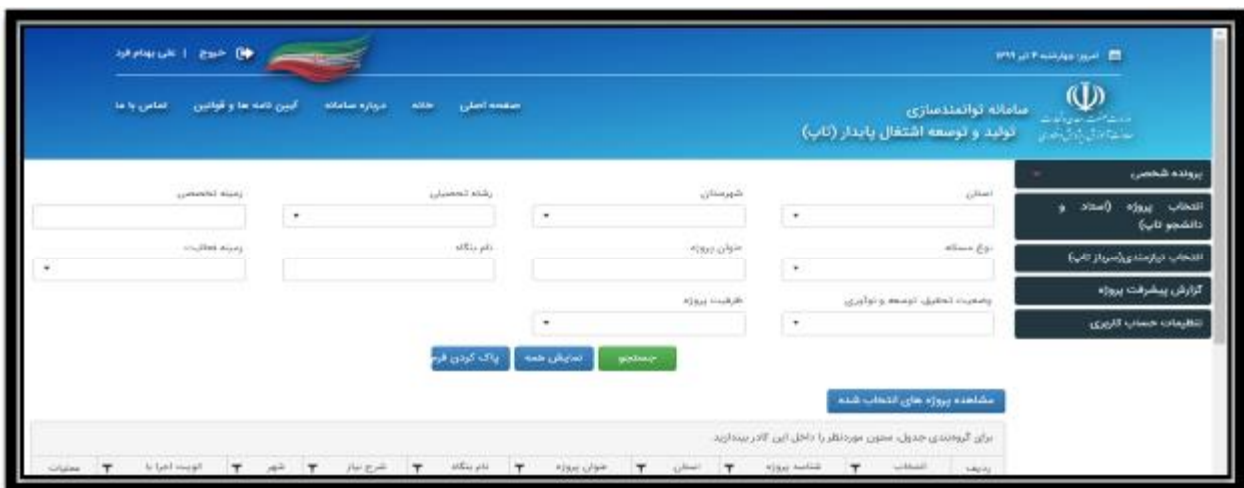 امروز: چهارشنبه ۴ تیر ۱۳۹۹
خروج | علی بهنام فرد
سامانه توانمندسازی
تولید و توسعه اشتغال پایدار (تاپ)
صفحه اصلی خانه درباره سامانه آیین نامه ها و قوانین تماس با ما
پرونده شخصی
انتخاب پروژه (استاد و دانشجو تاپ)
انتخاب نیازمندی(سرباز تاپ)
گزارش پیشرفت پروژه
تنظیمات حساب کاربری
استان شهرستان رشته تحصیلی زمینه تخصصی
نوع مسئله عنوان پروژه نام بنگاه زمینه فعالیت
وضعیت تحقیق، توسعه و نوآوری ظرفیت پروژه
جستجو نمایش همه پاک کردن فرم
مشاهده پروژه های انتخاب شده
برای گروه‌بندی جدول، ستون موردنظر را داخل این کادر بیندازید.
ردیف انتخاب شناسه پروژه استان عنوان پروژه نام بنگاه شرح نیاز شهر اولویت اجرا با عملیات